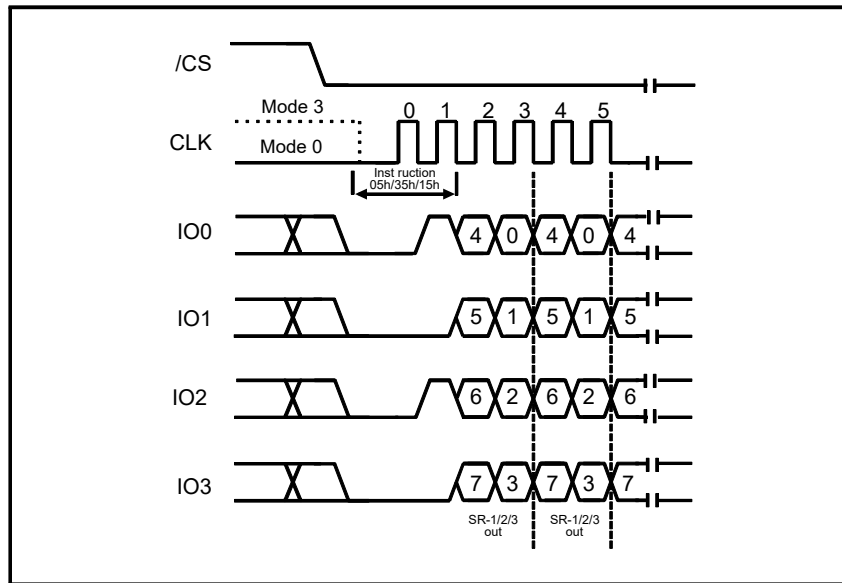 /CS
Mode 3
0 1 2 3 4 5
CLK
Mode 0
Inst ruction
05h/35h/15h
IO0 4 0 4 0 4
IO1 5 1 5 1 5
IO2 6 2 6 2 6
IO3 7 3 7 3 7
SR-1/2/3 SR-1/2/3
out out